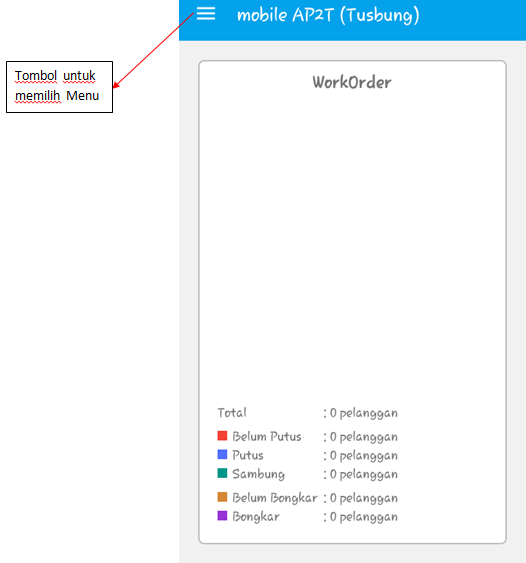 mobile AP2T (Tusbung)
Tombol untuk
memilih Menu
WorkOrder
Total : 0 pelanggan
Belum Putus : 0 pelanggan
Putus : 0 pelanggan
Sambung : 0 pelanggan
Belum Bongkar : 0 pelanggan
Bongkar : 0 pelanggan